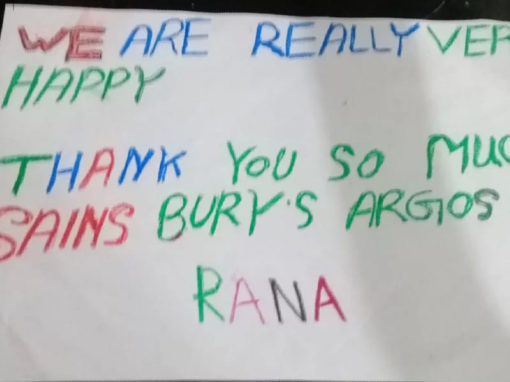 WE ARE REALLY VER
HAPPY
THANK YOU SO MUC
SAINS BURY'S ARGOS
RANA